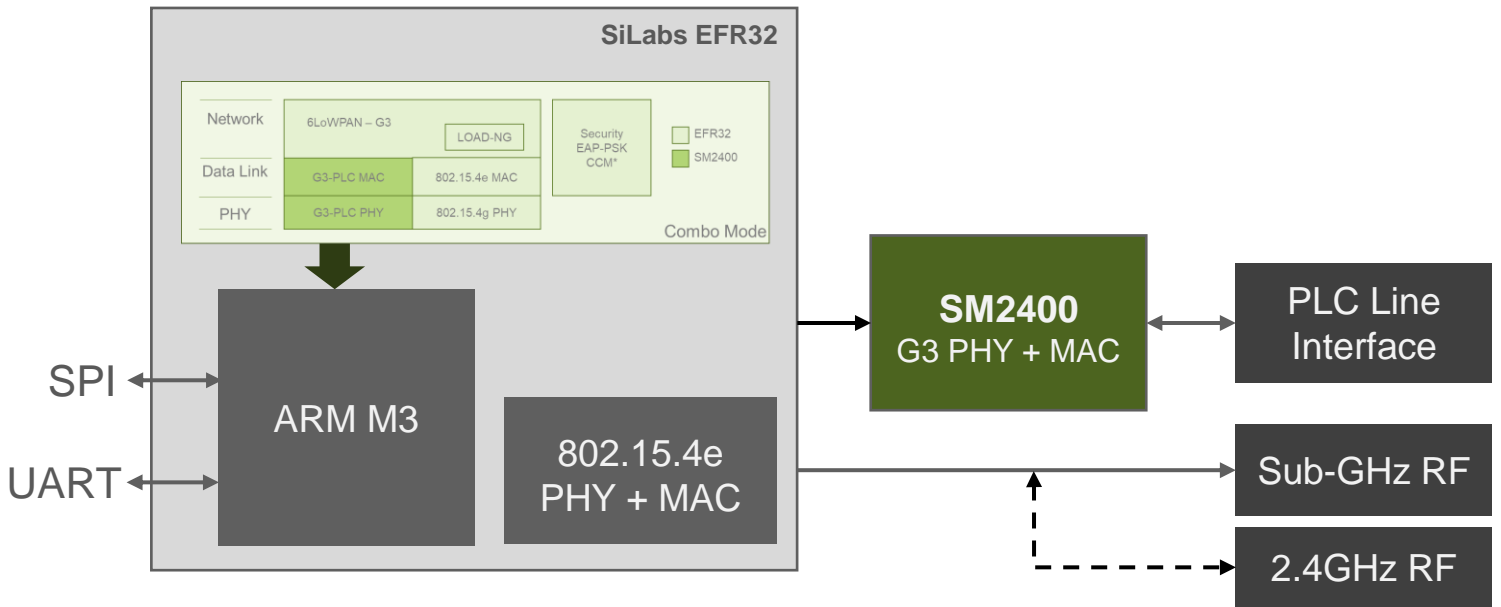 SiLabs EFR32
Network
6LoWPAN – G3
LOAD-NG
Security
EAP-PSK
CCM*
EFR32
SM2400
Data Link
G3-PLC MAC
802.15.4e MAC
PHY
G3-PLC PHY
802.15.4g PHY
Combo Mode
SPI
UART
ARM M3
802.15.4e
PHY + MAC
SM2400
G3 PHY + MAC
PLC Line
Interface
Sub-GHz RF
2.4GHz RF